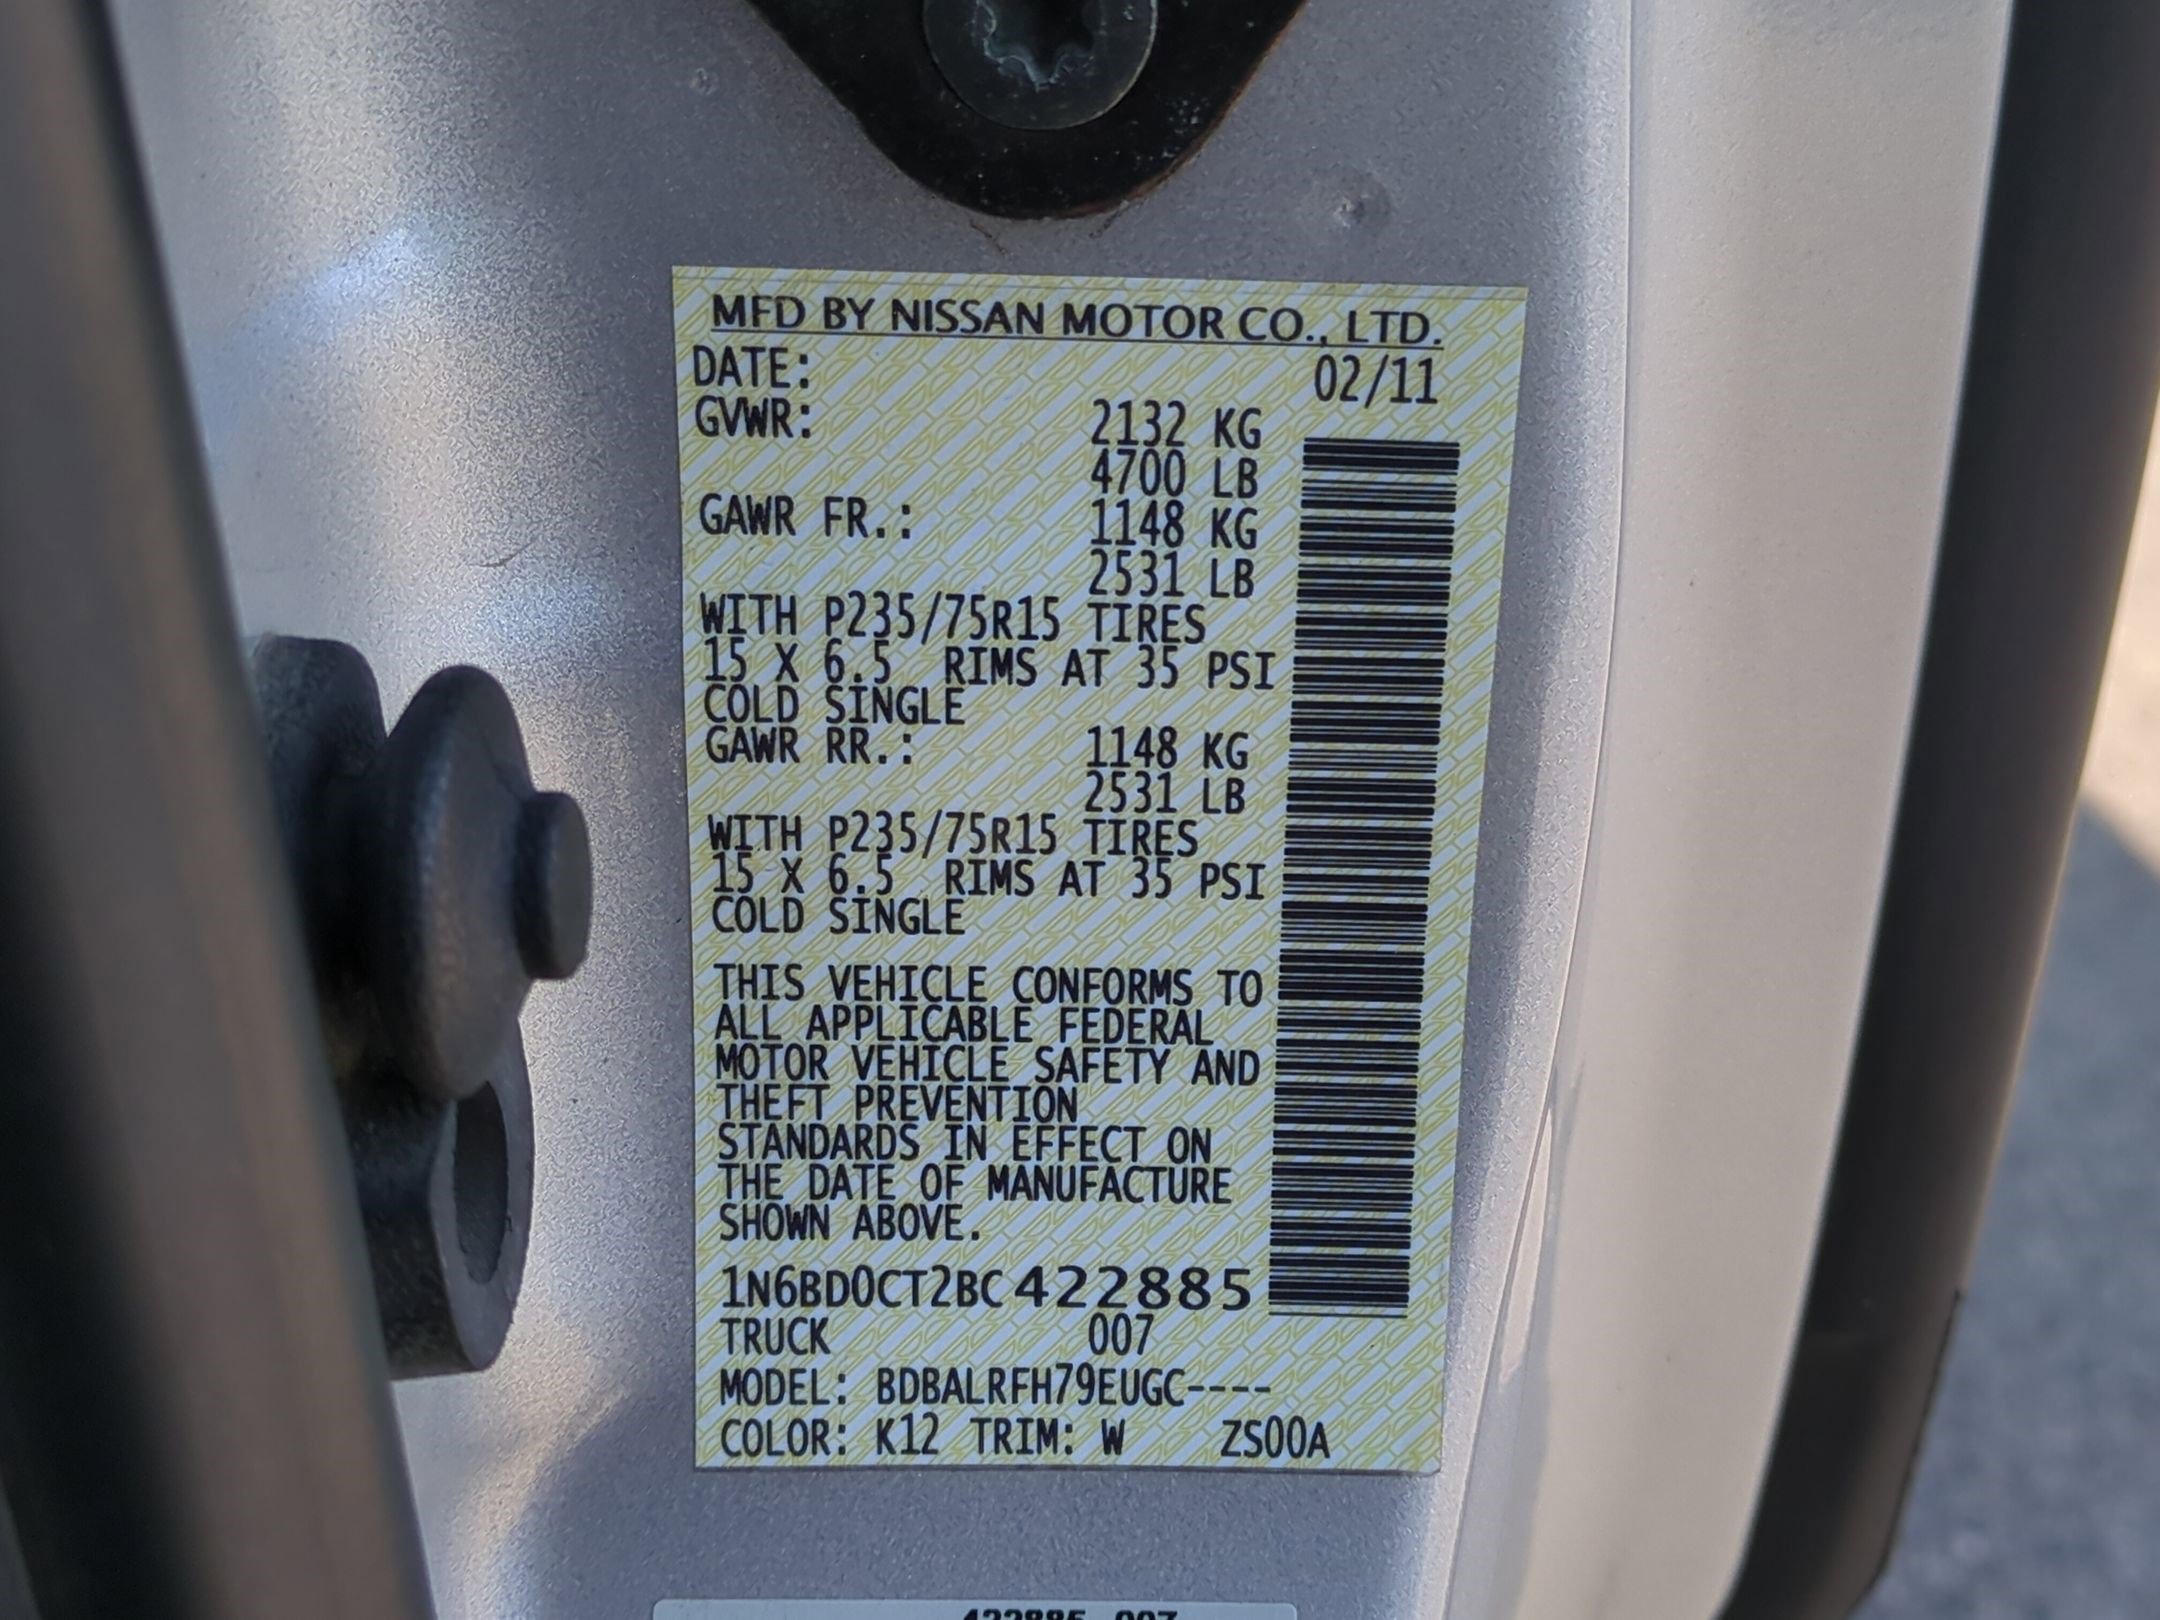 MFD BY NISSAN MOTOR CO., LTD.
DATE: 02/11
GVWR: 2132 KG
4700 LB
GAWR FR.: 1148 KG
2531 LB
WITH P235/75R15 TIRES
15 X 6.5 RIMS AT 35 PSI
COLD SINGLE
GAWR RR.: 1148 KG
2531 LB
WITH P235/75R15 TIRES
15 X 6.5 RIMS AT 35 PSI
COLD SINGLE
THIS VEHICLE CONFORMS TO
ALL APPLICABLE FEDERAL
MOTOR VEHICLE SAFETY AND
THEFT PREVENTION
STANDARDS IN EFFECT ON
THE DATE OF MANUFACTURE
SHOWN ABOVE.
1N6BD0CT2BC422885
TRUCK 007
MODEL: BDBALRFH79EUGC----
COLOR: K12 TRIM: W ZS00A
422885 007